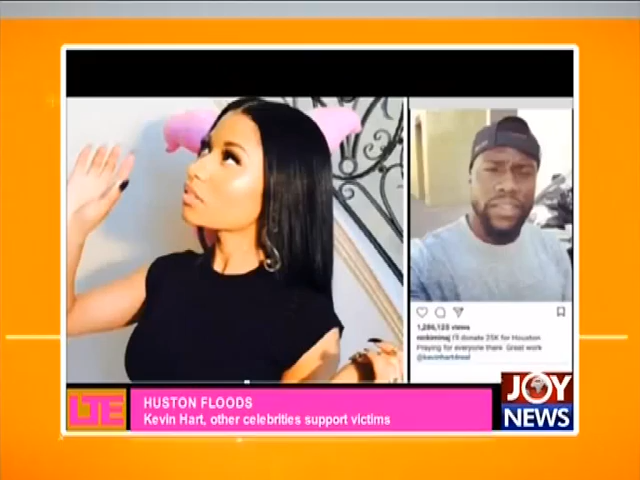 1,286,125 views
nickiminaj I'll donate 25K for Houston
Praying for everyone there Great work
@kevinhart4real
LTE
HUSTON FLOODS
Kevin Hart, other celebrities support victims
JOY
NEWS